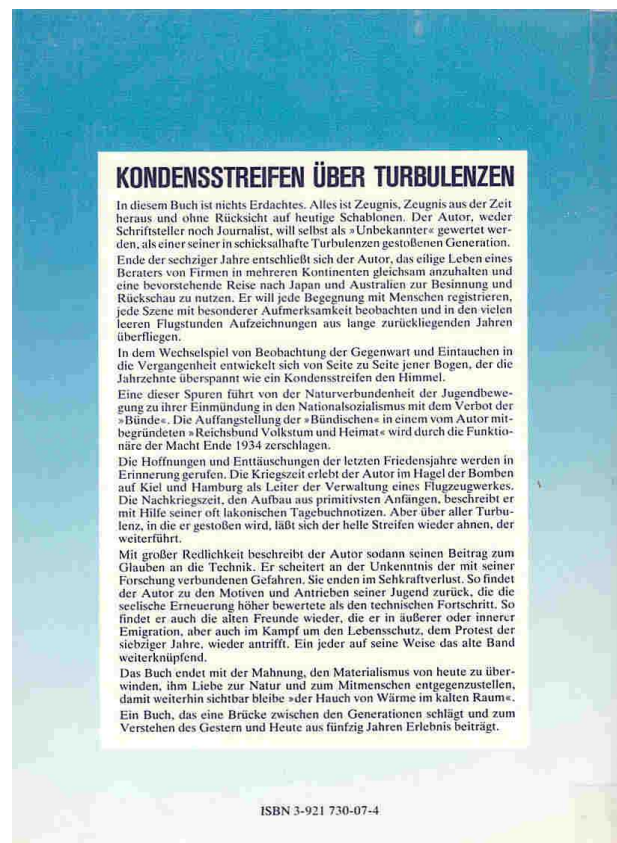 KONDENSSTREIFEN ÜBER TURBULENZEN
In diesem Buch ist nichts Erdachtes. Alles ist Zeugnis, Zeugnis aus der Zeit
heraus und ohne Rücksicht auf heutige Schablonen. Der Autor, weder
Schriftsteller noch Journalist, will selbst als »Unbekannter« gewertet wer-
den, als einer seiner in schicksalhafte Turbulenzen gestoßenen Generation.
Ende der sechziger Jahre entschließt sich der Autor, das eilige Leben eines
Beraters von Firmen in mehreren Kontinenten gleichsam anzuhalten und
eine bevorstehende Reise nach Japan und Australien zur Besinnung und
Rückschau zu nutzen. Er will jede Begegnung mit Menschen registrieren,
jede Szene mit besonderer Aufmerksamkeit beobachten und in den vielen
leeren Flugstunden Aufzeichnungen aus lange zurückliegenden Jahren
überfliegen.
In dem Wechselspiel von Beobachtung der Gegenwart und Eintauchen in
die Vergangenheit entwickelt sich von Seite zu Seite jener Bogen, der die
Jahrzehnte überspannt wie ein Kondensstreifen den Himmel.
Eine dieser Spuren führt von der Naturverbundenheit der Jugendbewe-
gung zu ihrer Einmündung in den Nationalsozialismus mit dem Verbot der
»Bünde«. Die Auffangstellung der »Bündischen« in einem vom Autor mit-
begründeten »Reichsbund Volkstum und Heimat« wird durch die Funktio-
näre der Macht Ende 1934 zerschlagen.
Die Hoffnungen und Enttäuschungen der letzten Friedensjahre werden in
Erinnerung gerufen. Die Kriegszeit erlebt der Autor im Hagel der Bomben
auf Kiel und Hamburg als Leiter der Verwaltung eines Flugzeugwerkes.
Die Nachkriegszeit, den Aufbau aus primitivsten Anfängen, beschreibt er
mit Hilfe seiner oft lakonischen Tagebuchnotizen. Aber über aller Turbu-
lenz, in die er gestoßen wird, läßt sich der helle Streifen wieder ahnen, der
weiterführt.
Mit großer Redlichkeit beschreibt der Autor sodann seinen Beitrag zum
Glauben an die Technik. Er scheitert an der Unkenntnis der mit seiner
Forschung verbundenen Gefahren. Sie enden im Sehkraftverlust. So findet
der Autor zu den Motiven und Antrieben seiner Jugend zurück, die die
seelische Erneuerung höher bewertete als den technischen Fortschritt. So
findet er auch die alten Freunde wieder, die er in äußerer oder innerer
Emigration, aber auch im Kampf um den Lebensschutz, dem Protest der
siebziger Jahre, wieder antrifft. Ein jeder auf seine Weise das alte Band
weiterknüpfend.
Das Buch endet mit der Mahnung, den Materialismus von heute zu über-
winden, ihm Liebe zur Natur und zum Mitmenschen entgegenzustellen,
damit weiterhin sichtbar bleibe »der Hauch von Wärme im kalten Raum«.
Ein Buch, das eine Brücke zwischen den Generationen schlägt und zum
Verstehen des Gestern und Heute aus fünfzig Jahren Erlebnis beiträgt.
ISBN 3-921 730-07-4